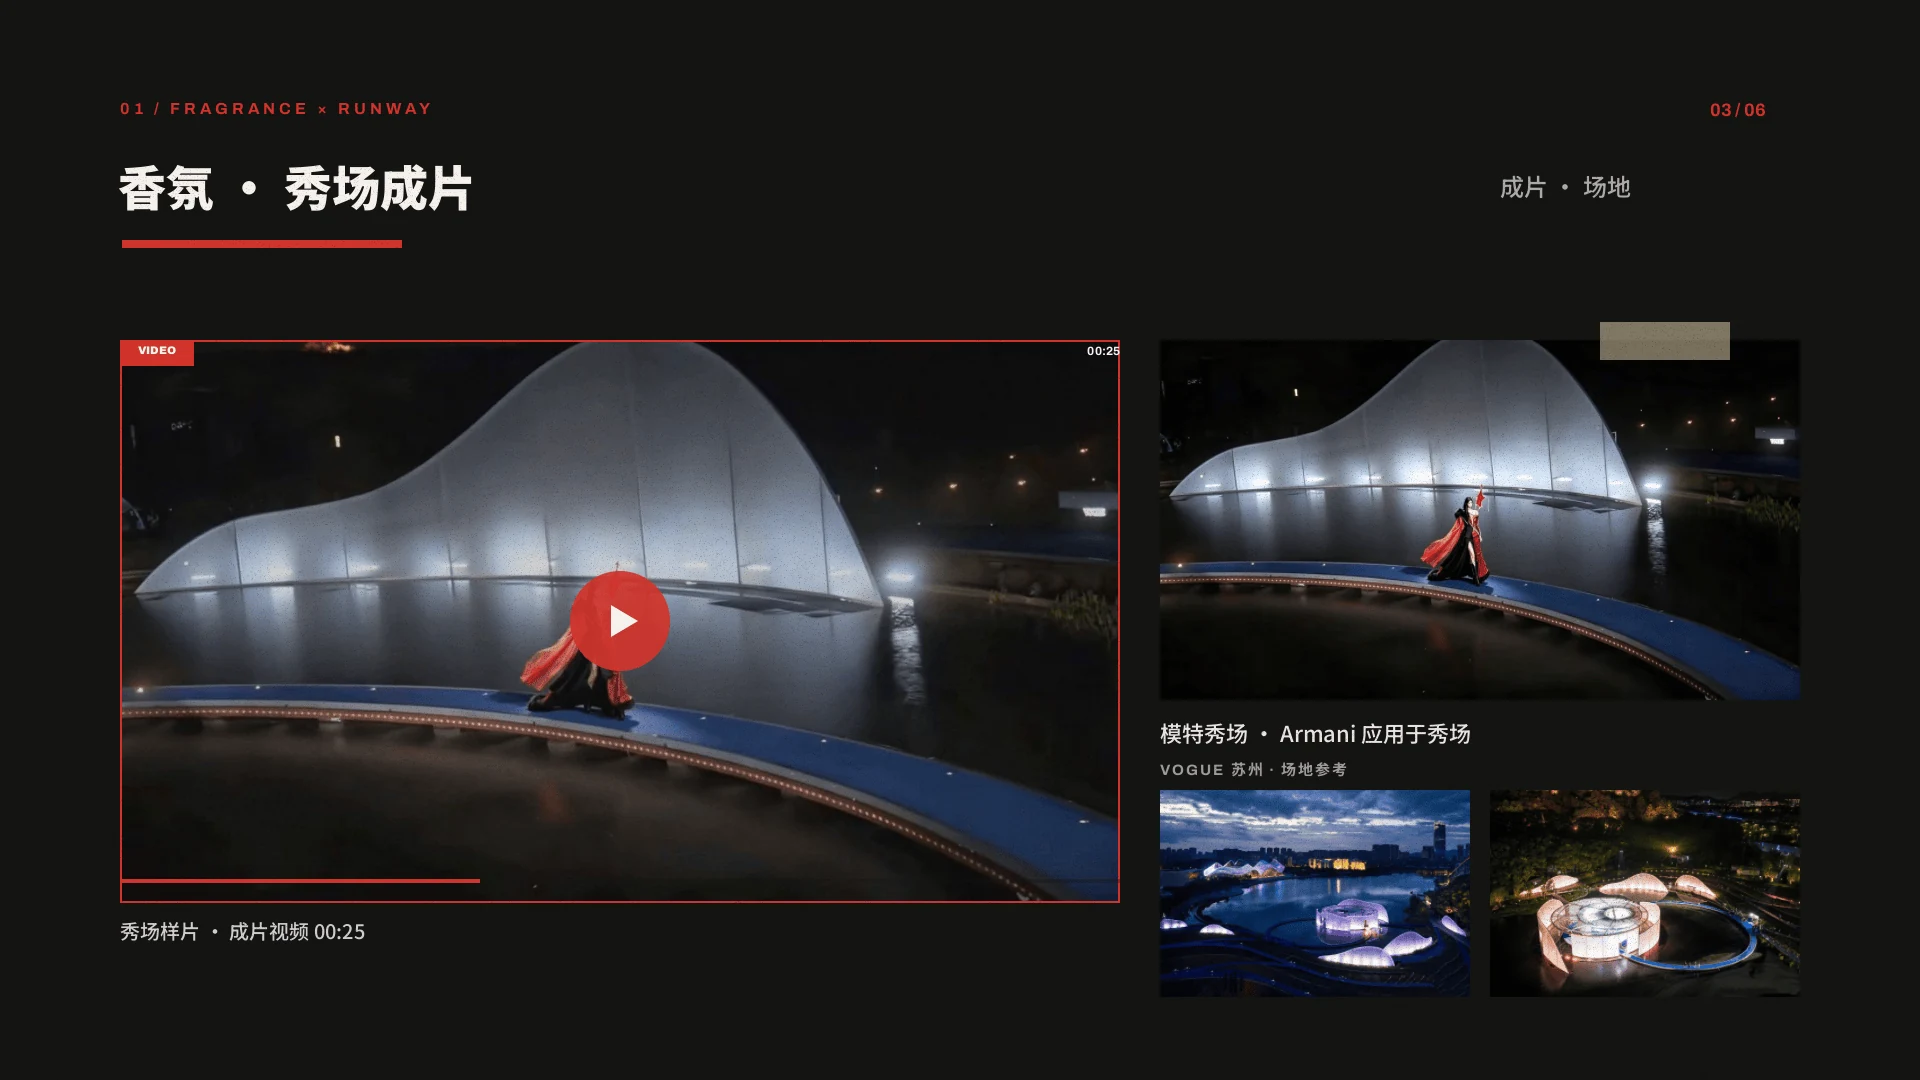 01 / FRAGRANCE × RUNWAY
03/06
香氛 · 秀场成片
成片 · 场地
VIDEO
00:25
模特秀场 · Armani 应用于秀场
VOGUE 苏州 · 场地参考
秀场样片 · 成片视频 00:25